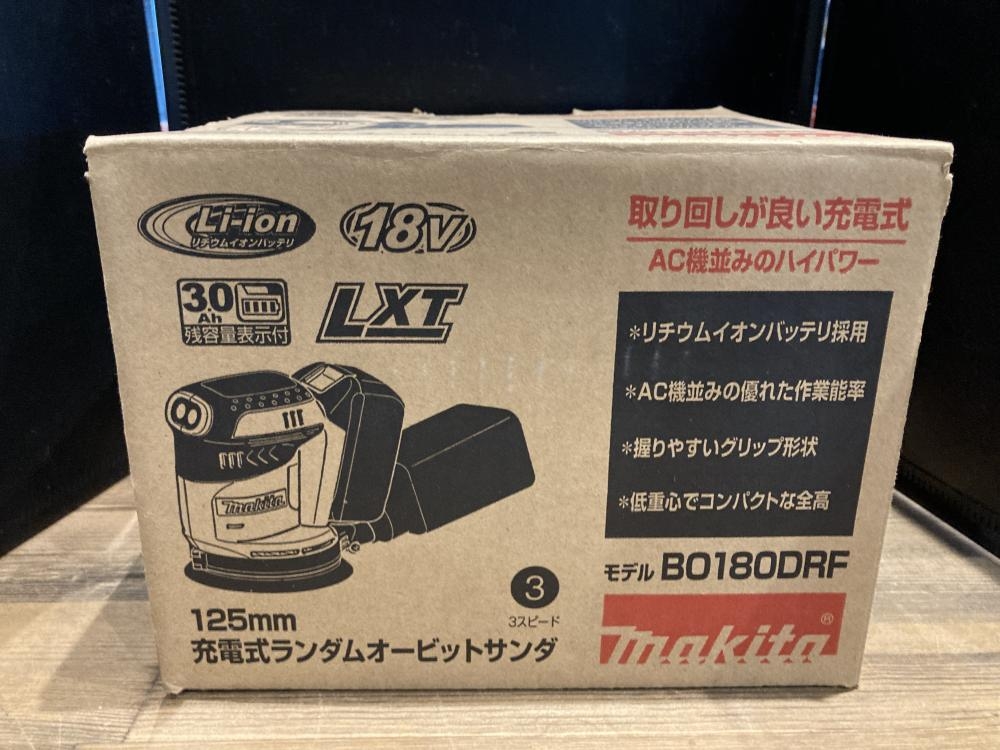 Li-ion
リチウムイオンバッテリ
18V
3.0
Ah
残容量表示付
LXT
取り回しが良い充電式
AC機並みのハイパワー
*リチウムイオンバッテリ採用
*AC機並みの優れた作業能率
*握りやすいグリップ形状
*低重心でコンパクトな全高
makita
モデル BO180DRF
3
3スピード
125mm
充電式ランダムオービットサンダ
makita®